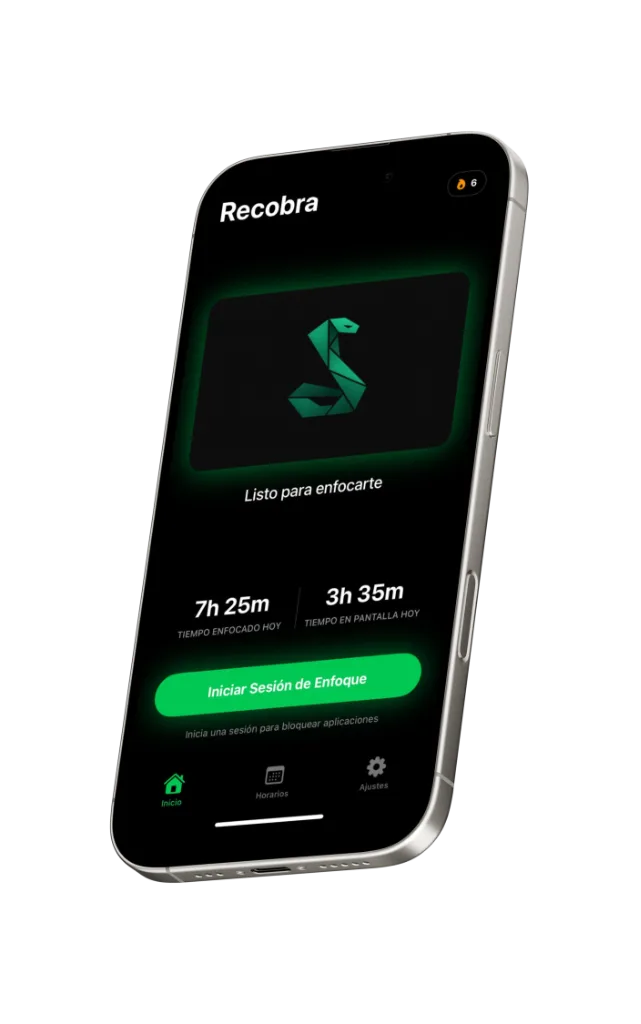 Recobra
6
Listo para enfocarte
7h 25m
TIEMPO ENFOCADO HOY
3h 35m
TIEMPO EN PANTALLA HOY
Iniciar Sesión de Enfoque
Inicia una sesión para bloquear aplicaciones
Inicio
Horarios
Ajustes